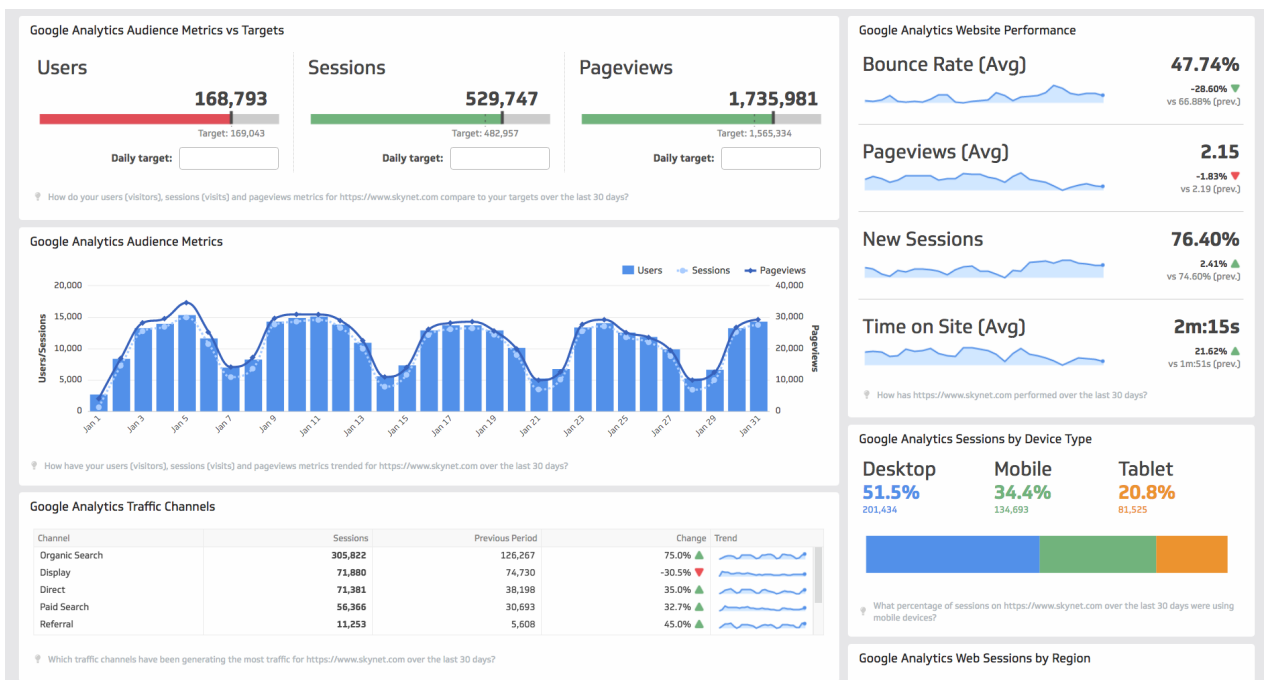 Google Analytics Audience Metrics vs Targets
Users
168,793
Target: 169,043
Daily target:
Sessions
529,747
Target: 482,957
Daily target:
Pageviews
1,735,981
Target: 1,565,334
Daily target:
How do your users (visitors), sessions (visits) and pageviews metrics for https://www.skynet.com compare to your targets over the last 30 days?
Google Analytics Audience Metrics
Users Sessions Pageviews
Users/Sessions
20,000
15,000
10,000
5,000
0
40,000
30,000
20,000
10,000
0
Pageviews
Jan 1 Jan 3 Jan 5 Jan 7 Jan 9 Jan 11 Jan 13 Jan 15 Jan 17 Jan 19 Jan 21 Jan 23 Jan 25 Jan 27 Jan 29 Jan 31
How have your users (visitors), sessions (visits) and pageviews metrics trended for https://www.skynet.com over the last 30 days?
Google Analytics Traffic Channels
Channel Sessions Previous Period Change Trend
Organic Search 305,822 126,267 75.0%
Display 71,880 74,730 -30.5%
Direct 71,381 38,198 35.0%
Paid Search 56,366 30,693 32.7%
Referral 11,253 5,608 45.0%
Which traffic channels have been generating the most traffic for https://www.skynet.com over the last 30 days?
Google Analytics Website Performance
Bounce Rate (Avg)
47.74%
-28.60%
vs 66.88% (prev.)
Pageviews (Avg)
2.15
-1.83%
vs 2.19 (prev.)
New Sessions
76.40%
2.41%
vs 74.60% (prev.)
Time on Site (Avg)
2m:15s
21.62%
vs 1m:51s (prev.)
How has https://www.skynet.com performed over the last 30 days?
Google Analytics Sessions by Device Type
Desktop Mobile Tablet
51.5% 34.4% 20.8%
201,434 134,693 81,525
What percentage of sessions on https://www.skynet.com over the last 30 days were using
mobile devices?
Google Analytics Web Sessions by Region